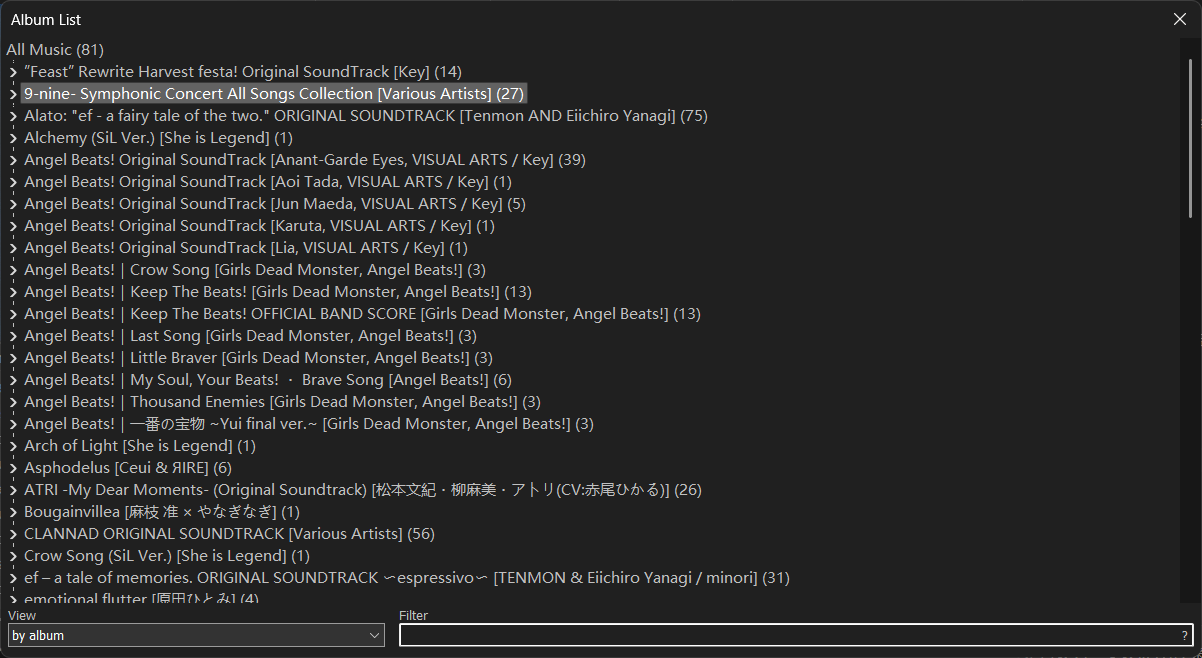 Album List
All Music (81)
”Feast” Rewrite Harvest festa! Original SoundTrack [Key] (14)
9-nine- Symphonic Concert All Songs Collection [Various Artists] (27)
Alato: "ef - a fairy tale of the two." ORIGINAL SOUNDTRACK [Tenmon AND Eiichiro Yanagi] (75)
Alchemy (SiL Ver.) [She is Legend] (1)
Angel Beats! Original SoundTrack [Anant-Garde Eyes, VISUAL ARTS / Key] (39)
Angel Beats! Original SoundTrack [Aoi Tada, VISUAL ARTS / Key] (1)
Angel Beats! Original SoundTrack [Jun Maeda, VISUAL ARTS / Key] (5)
Angel Beats! Original SoundTrack [Karuta, VISUAL ARTS / Key] (1)
Angel Beats! Original SoundTrack [Lia, VISUAL ARTS / Key] (1)
Angel Beats! | Crow Song [Girls Dead Monster, Angel Beats!] (3)
Angel Beats! | Keep The Beats! [Girls Dead Monster, Angel Beats!] (13)
Angel Beats! | Keep The Beats! OFFICIAL BAND SCORE [Girls Dead Monster, Angel Beats!] (13)
Angel Beats! | Last Song [Girls Dead Monster, Angel Beats!] (3)
Angel Beats! | Little Braver [Girls Dead Monster, Angel Beats!] (3)
Angel Beats! | My Soul, Your Beats! ・ Brave Song [Angel Beats!] (6)
Angel Beats! | Thousand Enemies [Girls Dead Monster, Angel Beats!] (3)
Angel Beats! | 一番の宝物 ~Yui final ver.~ [Girls Dead Monster, Angel Beats!] (3)
Arch of Light [She is Legend] (1)
Asphodelus [Ceui & ЯIRE] (6)
ATRI -My Dear Moments- (Original Soundtrack) [松本文紀・柳麻美・アトリ(CV:赤尾ひかる)] (26)
Bougainvillea [麻枝 准 × やなぎなぎ] (1)
CLANNAD ORIGINAL SOUNDTRACK [Various Artists] (56)
Crow Song (SiL Ver.) [She is Legend] (1)
ef – a tale of memories. ORIGINAL SOUNDTRACK ∽espressivo∽ [TENMON & Eiichiro Yanagi / minori] (31)
emotional flutter [原田ひとみ] (4)
View
Filter
by album
?